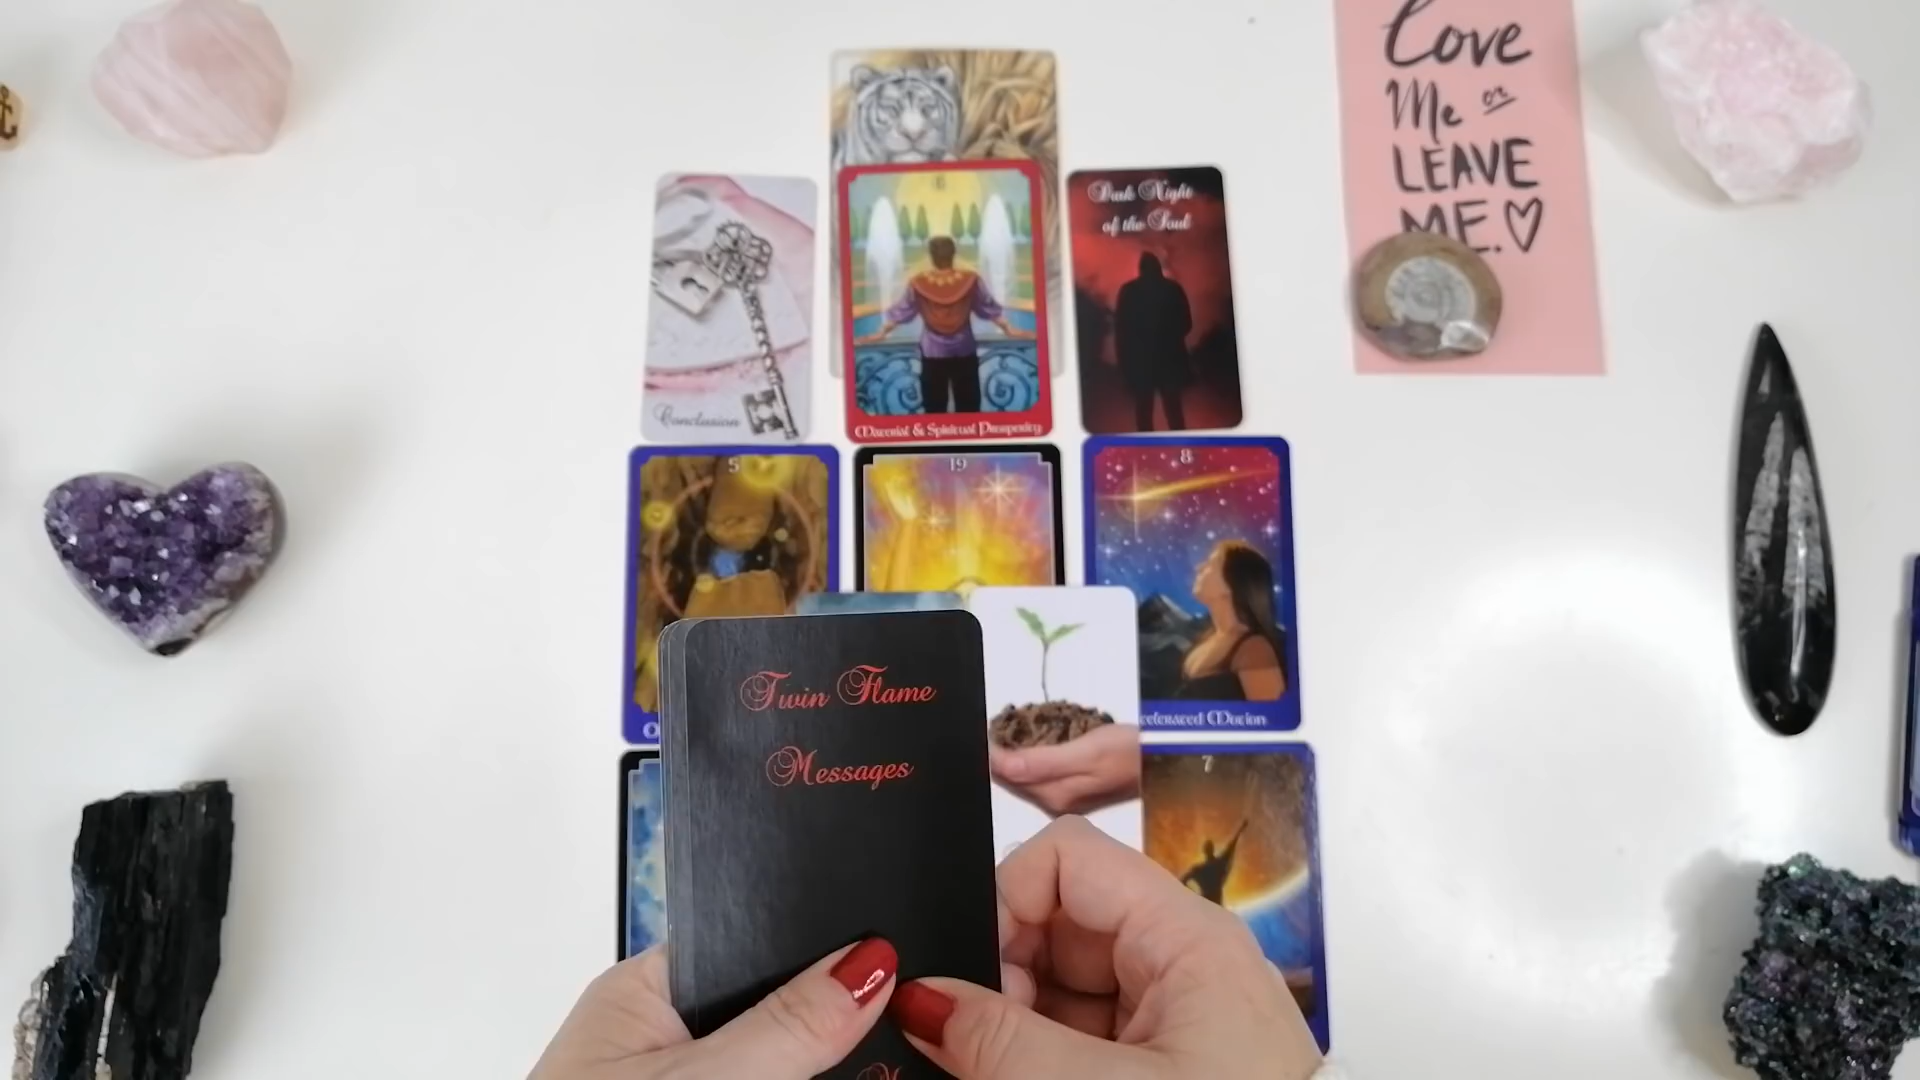 Love
Me or
LEAVE
ME.
Dark Night
of the Soul
6
Conclusion
Material & Spiritual Prosperity
5
19
8
Twin Flame
Messages
Motion
7